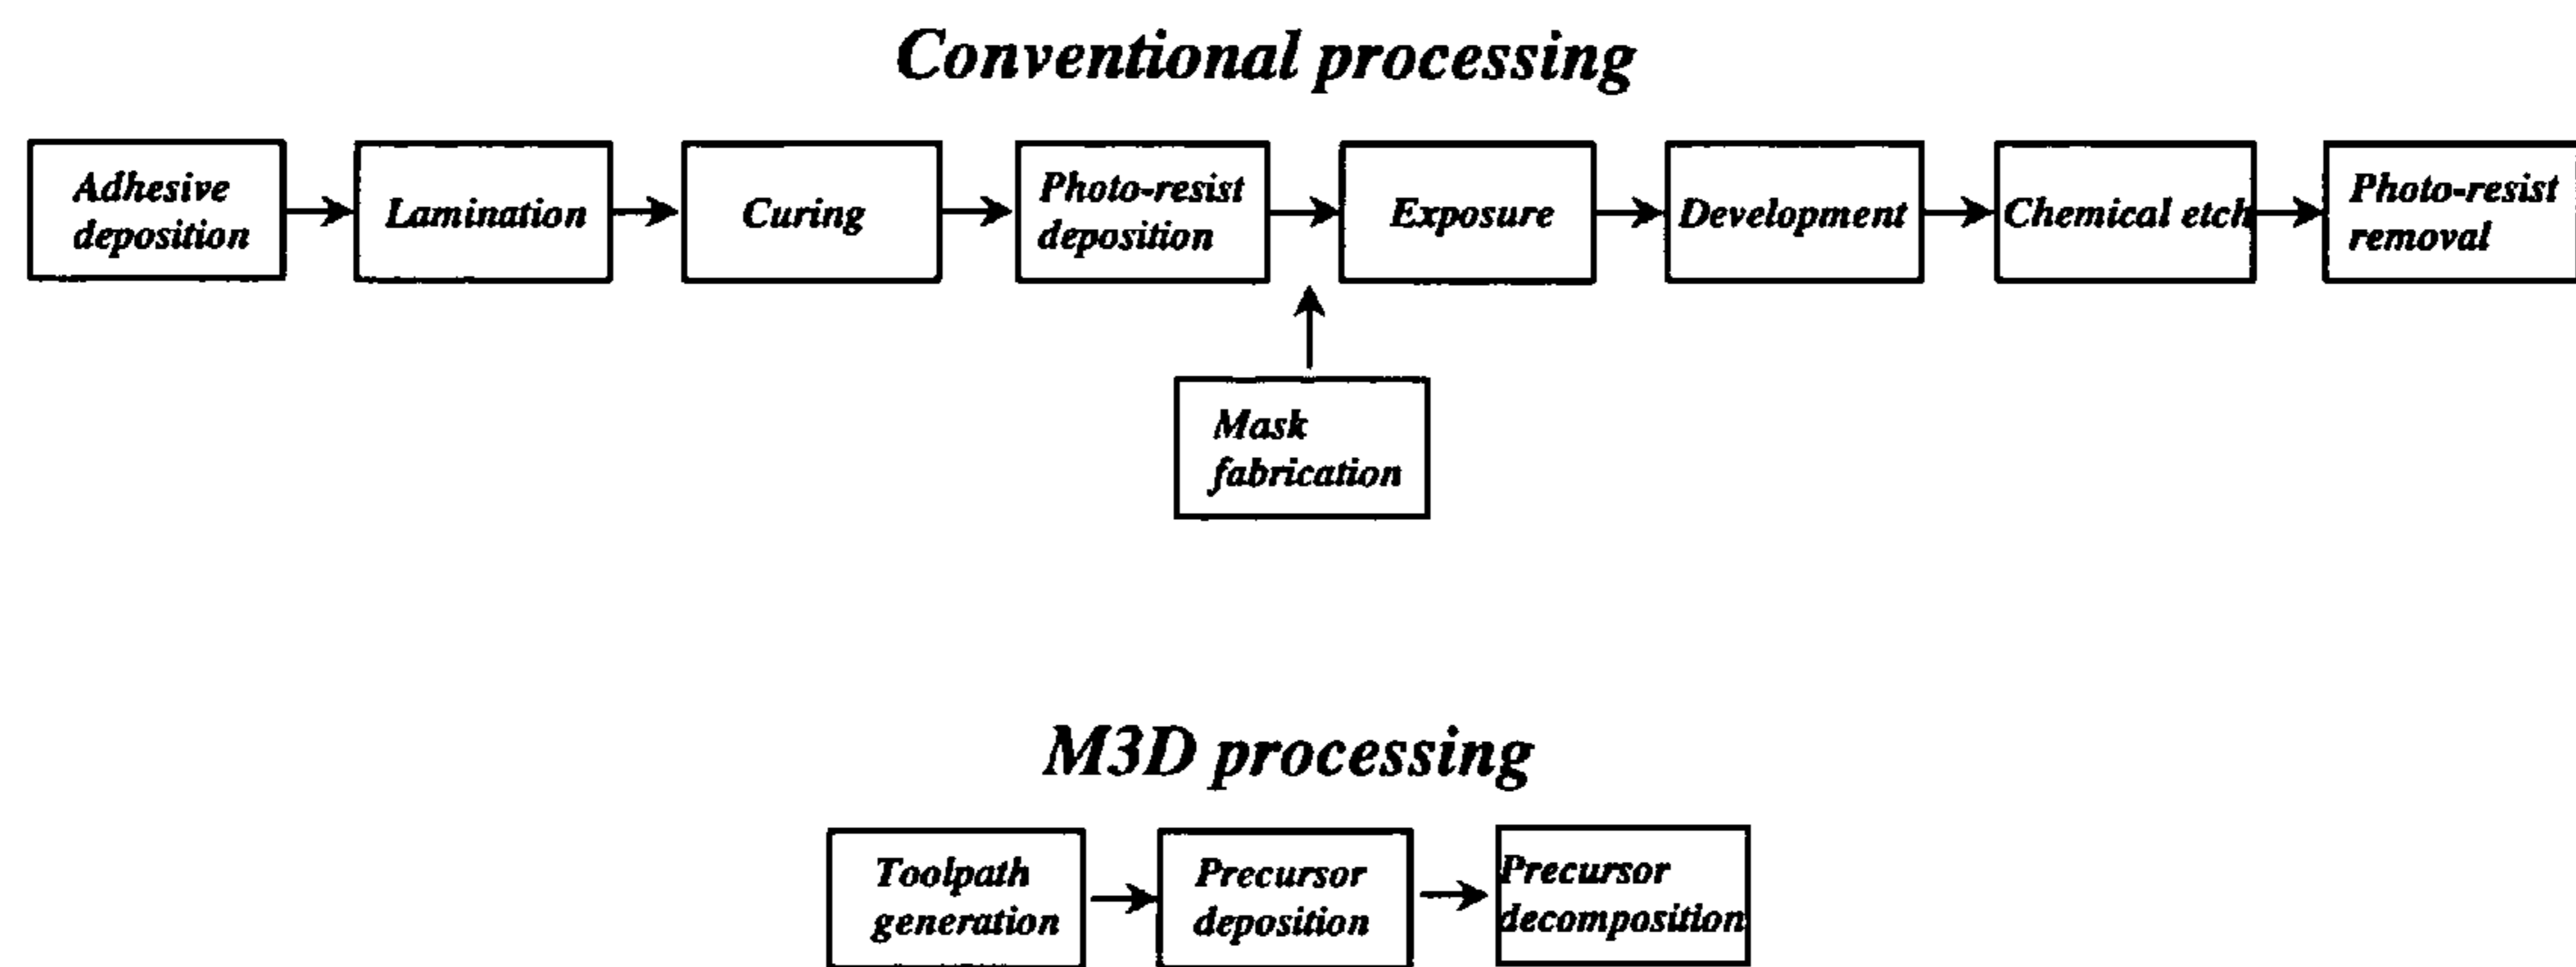 Conventional processing
Adhesive
deposition
Lamination
Curing
Photo-resist
deposition
Exposure
Development
Chemical etch
Photo-resist
removal
Mask
fabrication
M3D processing
Toolpath
generation
Precursor
deposition
Precursor
decomposition